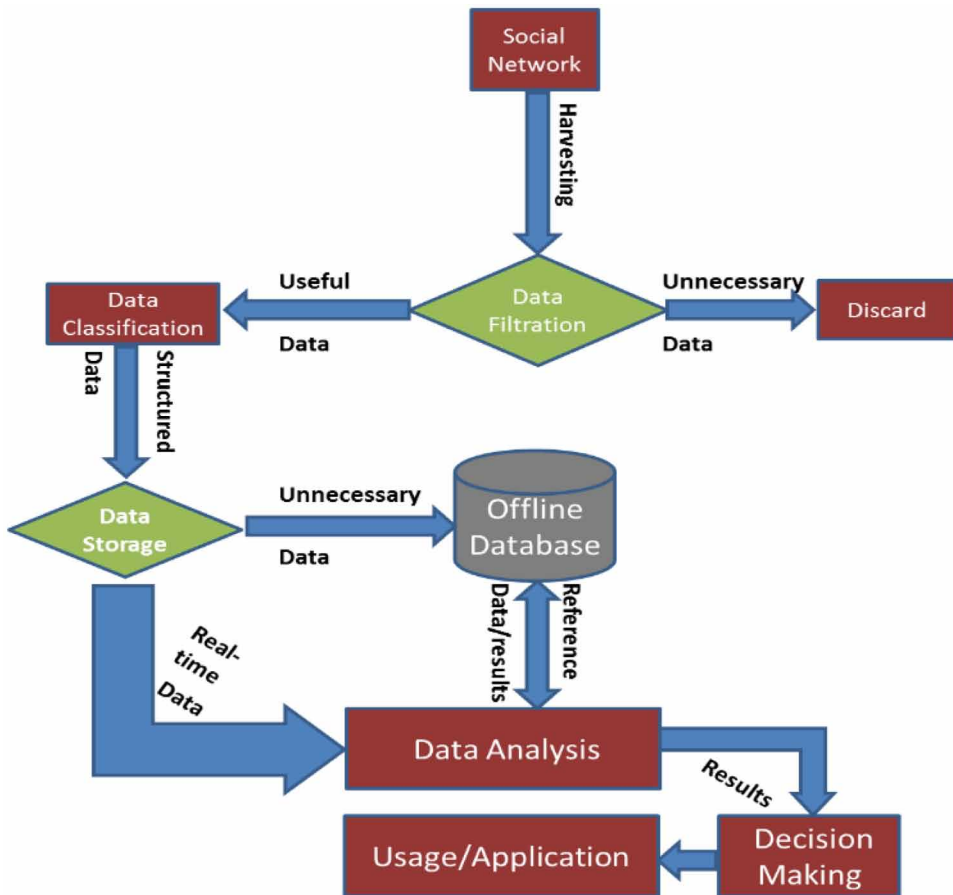 Social
Network
Harvesting
Useful
Data
Data
Filtration
Unnecessary
Data
Discard
Data
Classification
Structured
Data
Data
Storage
Unnecessary
Data
Offline
Database
Reference
Data/results
Real-
time
Data
Data Analysis
Results
Decision
Making
Usage/Application